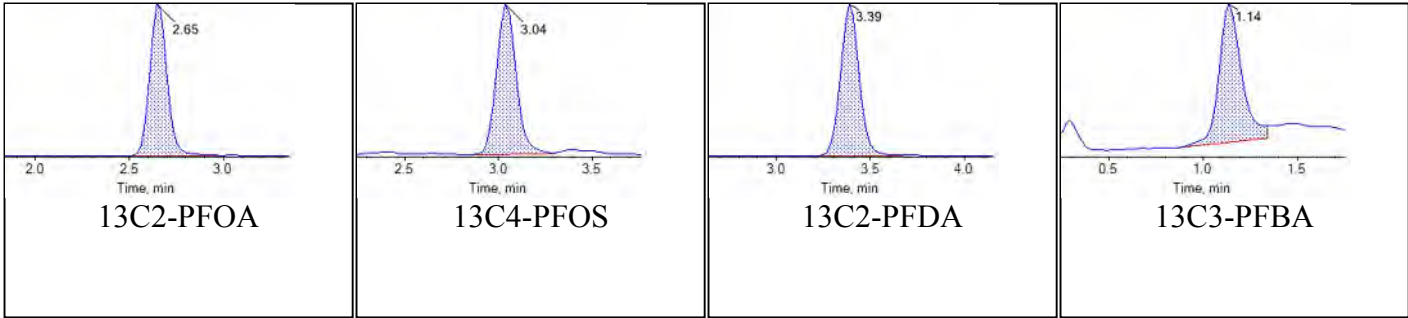 2.65
2.0 2.5 3.0
Time, min
13C2-PFOA
3.04
2.5 3.0 3.5
Time, min
13C4-PFOS
3.39
3.0 3.5 4.0
Time, min
13C2-PFDA
1.14
0.5 1.0 1.5
Time, min
13C3-PFBA